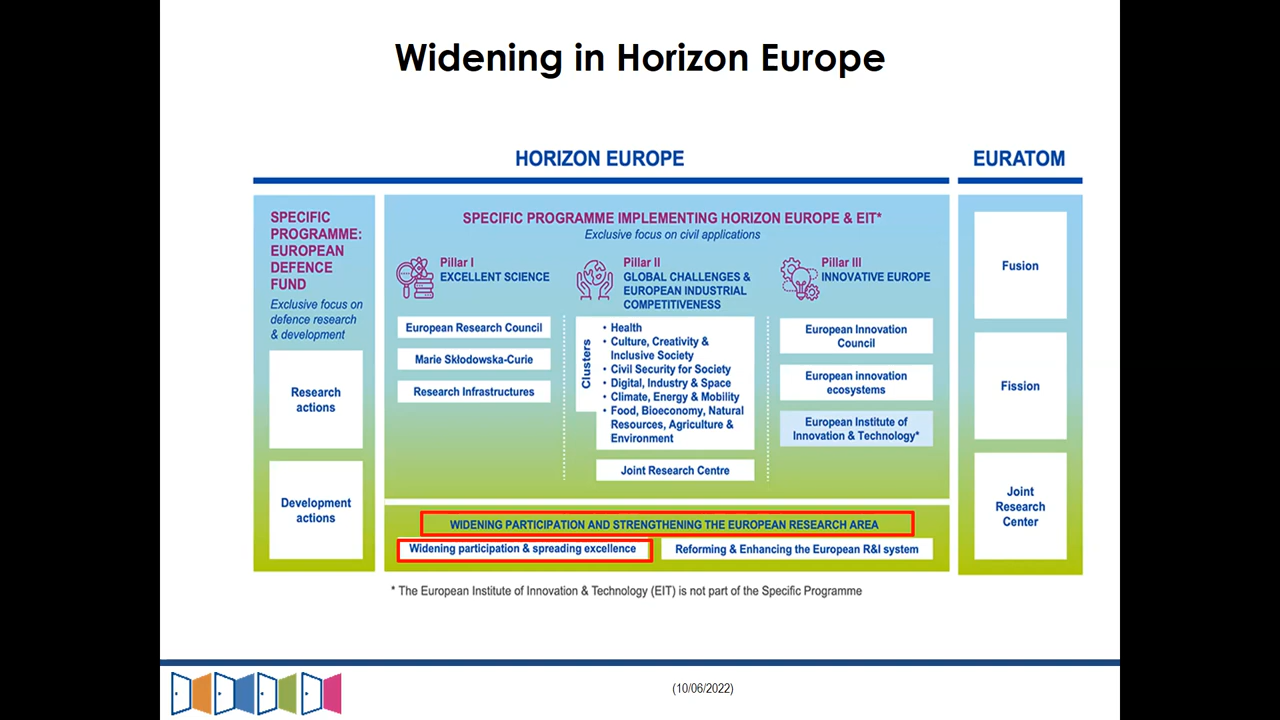 Widening in Horizon Europe
HORIZON EUROPE
EURATOM
SPECIFIC
PROGRAMME:
EUROPEAN
DEFENCE
FUND
Exclusive focus on
defence research
& development
Research
actions
Development
actions
SPECIFIC PROGRAMME IMPLEMENTING HORIZON EUROPE & EIT*
Exclusive focus on civil applications
Pillar I
EXCELLENT SCIENCE
European Research Council
Marie Skłodowska-Curie
Research Infrastructures
Pillar II
GLOBAL CHALLENGES &
EUROPEAN INDUSTRIAL
COMPETITIVENESS
Clusters
• Health
• Culture, Creativity &
Inclusive Society
• Civil Security for Society
• Digital, Industry & Space
• Climate, Energy & Mobility
• Food, Bioeconomy, Natural
Resources, Agriculture &
Environment
Joint Research Centre
Pillar III
INNOVATIVE EUROPE
European Innovation
Council
European innovation
ecosystems
European Institute of
Innovation & Technology*
WIDENING PARTICIPATION AND STRENGTHENING THE EUROPEAN RESEARCH AREA
Widening participation & spreading excellence
Reforming & Enhancing the European R&I system
Fusion
Fission
Joint
Research
Center
* The European Institute of Innovation & Technology (EIT) is not part of the Specific Programme
(10/06/2022)